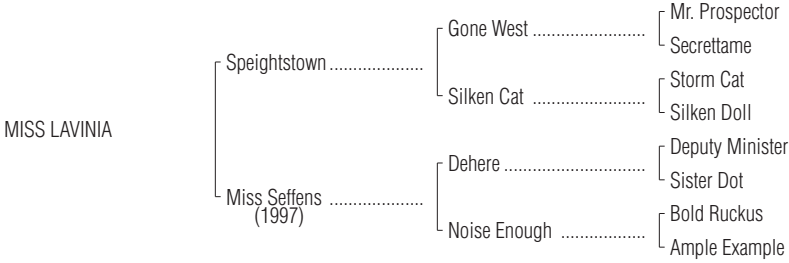 Mr. Prospector
Gone West ........................
Secrettame
Speightstown ....................
Storm Cat
Silken Cat ........................
Silken Doll
MISS LAVINIA
Deputy Minister
Dehere ..............................
Sister Dot
Miss Seffens ....................
(1997)
Bold Ruckus
Noise Enough ..................
Ample Example